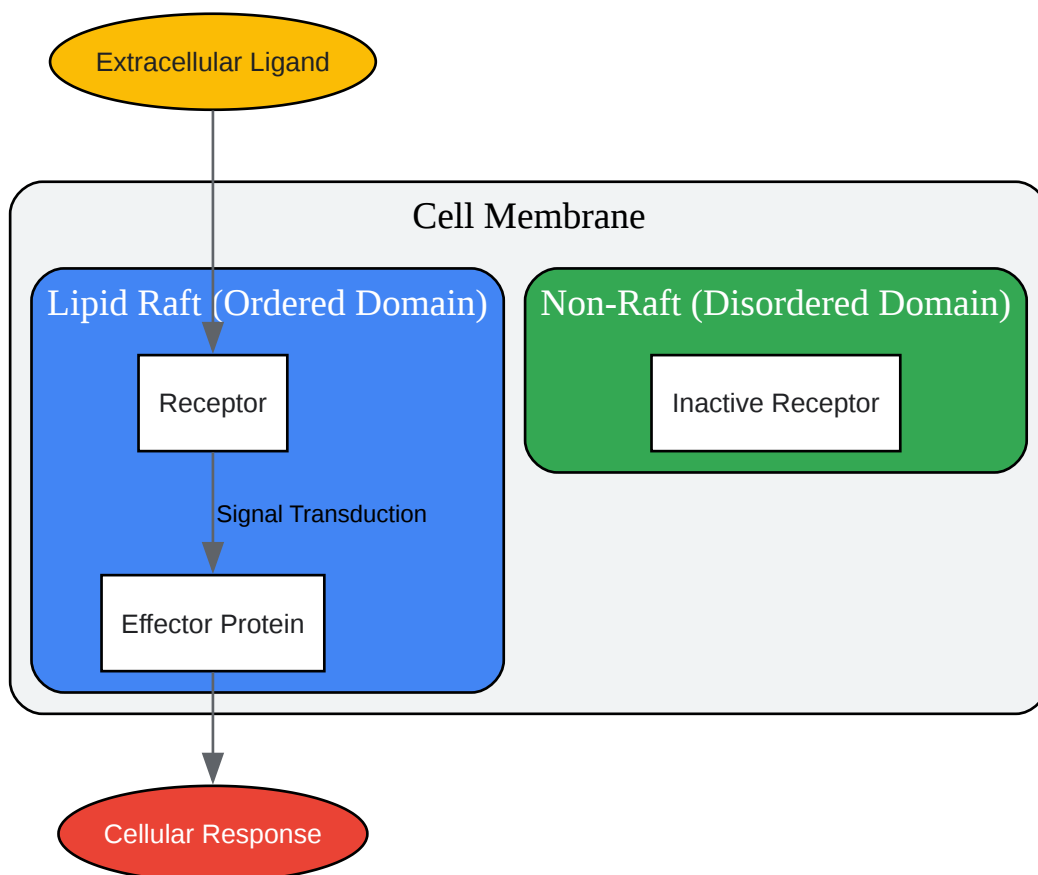 Extracellular Ligand
Cell Membrane
Lipid Raft (Ordered Domain)
Non-Raft (Disordered Domain)
Receptor
Inactive Receptor
Signal Transduction
Effector Protein
Cellular Response